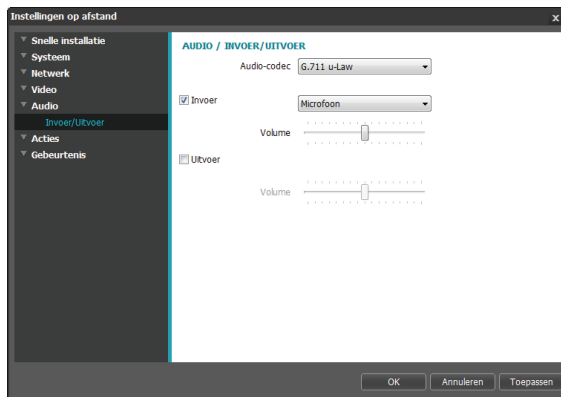 Instellingen op afstand
x
Snelle installatie
Systeem
Netwerk
Video
Audio
Invoer/Uitvoer
Acties
Gebeurtenis
AUDIO / INVOER/UITVOER
Audio-codec G.711 u-Law
Invoer Microfoon
Volume
Uitvoer
Volume
OK Annuleren Toepassen